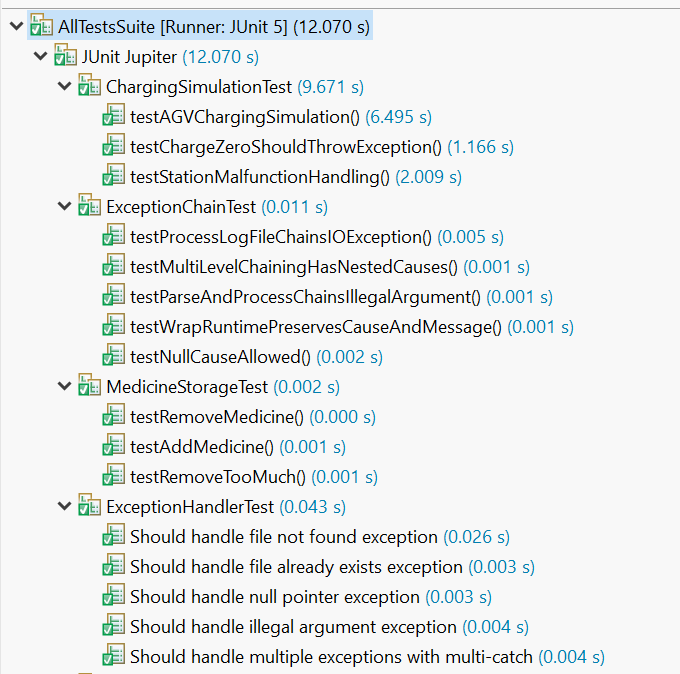 AllTestsSuite [Runner: JUnit 5] (12.070 s)
JUnit Jupiter (12.070 s)
ChargingSimulationTest (9.671 s)
testAGVChargingSimulation() (6.495 s)
testChargeZeroShouldThrowException() (1.166 s)
testStationMalfunctionHandling() (2.009 s)
ExceptionChainTest (0.011 s)
testProcessLogFileChainsIOException() (0.005 s)
testMultiLevelChainingHasNestedCauses() (0.001 s)
testParseAndProcessChainsIllegalArgument() (0.001 s)
testWrapRuntimePreservesCauseAndMessage() (0.001 s)
testNullCauseAllowed() (0.002 s)
MedicineStorageTest (0.002 s)
testRemoveMedicine() (0.000 s)
testAddMedicine() (0.001 s)
testRemoveTooMuch() (0.001 s)
ExceptionHandlerTest (0.043 s)
Should handle file not found exception (0.026 s)
Should handle file already exists exception (0.003 s)
Should handle null pointer exception (0.003 s)
Should handle illegal argument exception (0.004 s)
Should handle multiple exceptions with multi-catch (0.004 s)